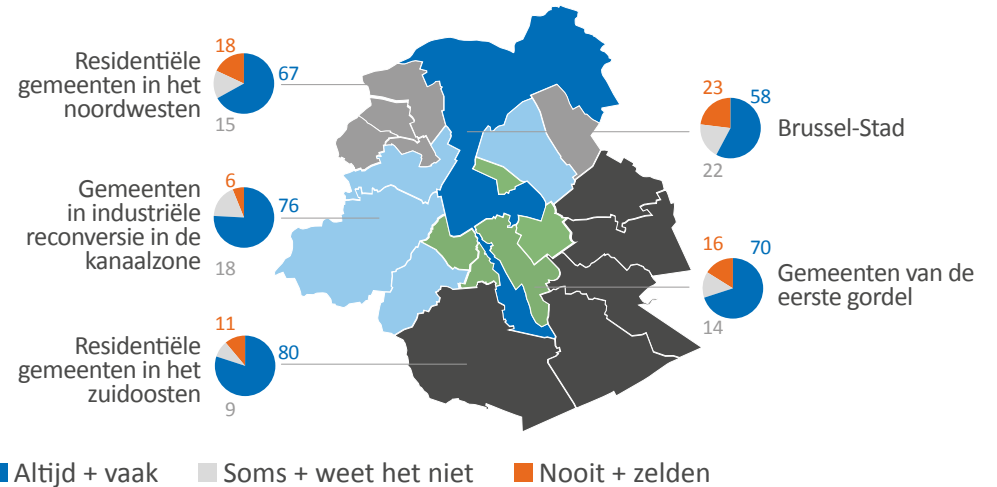 Residentiële
gemeenten in het
noordwesten
18
67
15
Gemeenten
in industriële
reconversie in de
kanaalzone
6
76
18
Residentiële
gemeenten in het
zuidoosten
11
80
9
23
58
22
Brussel-Stad
16
70
14
Gemeenten van de
eerste gordel
Altijd + vaak
Soms + weet het niet
Nooit + zelden